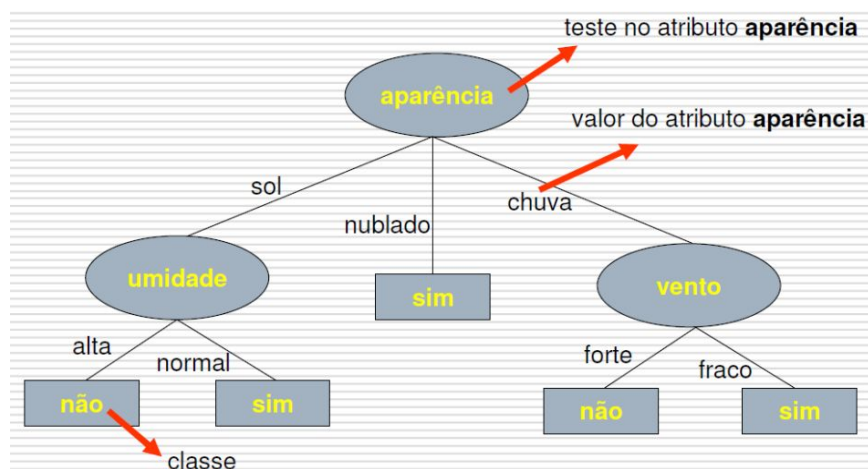 teste no atributo aparência
aparência
valor do atributo aparência
sol
chuva
nublado
umidade
sim
vento
alta
normal
forte
fraco
não
sim
não
sim
classe